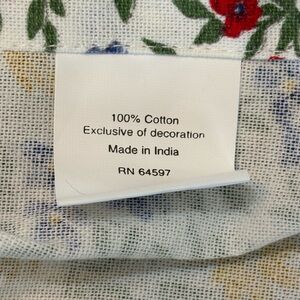 100% Cotton
Exclusive of decoration
Made in India
RN 64597